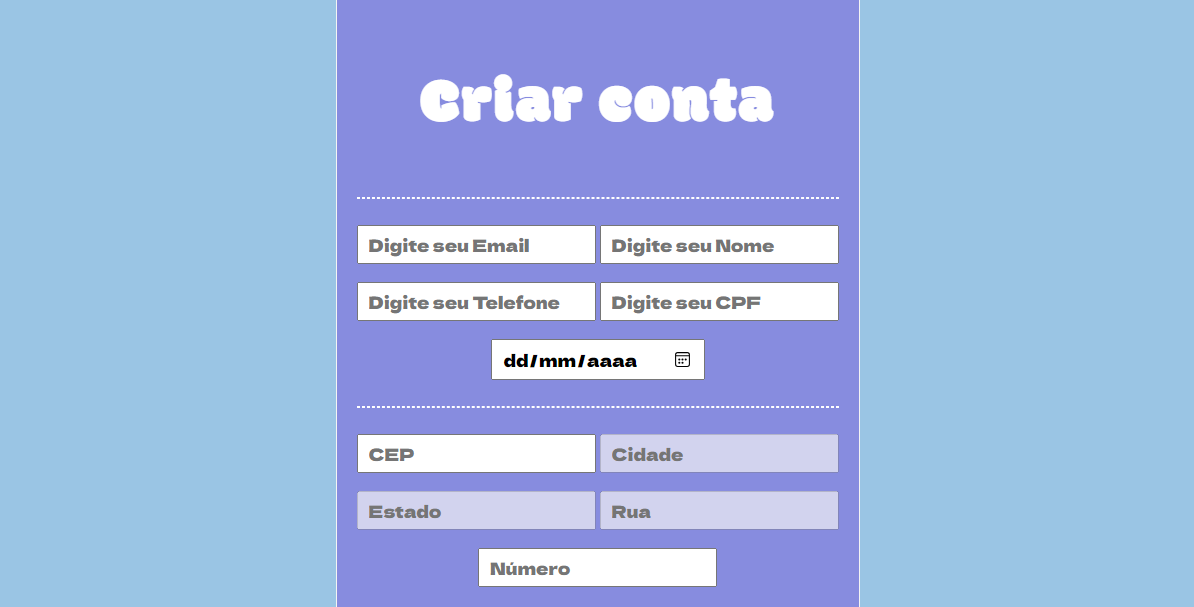 Criar conta
Digite seu Email
Digite seu Nome
Digite seu Telefone
Digite seu CPF
dd/mm/aaaa
CEP
Cidade
Estado
Rua
Número